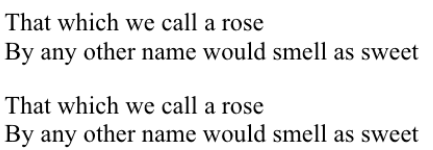 That which we call a rose
By any other name would smell as sweet
That which we call a rose
By any other name would smell as sweet